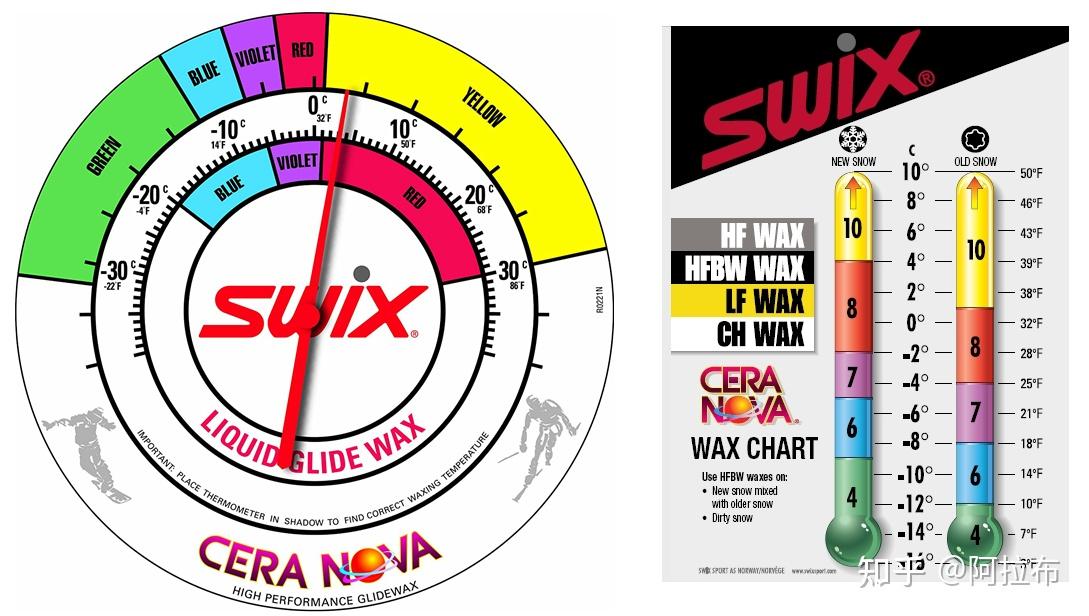 GREEN
BLUE
VIOLET
RED
YELLOW
-30°C
-22°F
-20°C
-4°F
-10°C
14°F
0°C
32°F
10°C
50°F
20°C
68°F
30°C
86°F
BLUE
VIOLET
RED
SWIX®
LIQUID GLIDE WAX
IMPORTANT: PLACE THERMOMETER IN SHADOW TO FIND CORRECT WAXING TEMPERATURE
R0221N
CERA NOVA
HIGH PERFORMANCE GLIDEWAX
SWIX®
NEW SNOW
C
OLD SNOW
10° 50°F
8° 46°F
6° 43°F
4° 39°F
2° 38°F
0° 32°F
-2° 28°F
-4° 25°F
-6° 21°F
-8° 18°F
-10° 14°F
-12° 10°F
-14° 7°F
10
8
7
6
4
10
8
7
6
4
HF WAX
HFBW WAX
LF WAX
CH WAX
CERA
NOVA®
WAX CHART
Use HFBW waxes on:
• New snow mixed
with older snow
• Dirty snow
SWIX SPORT AS NORWAY/NORVÈGE www.swixsport.com
知乎 @阿拉布